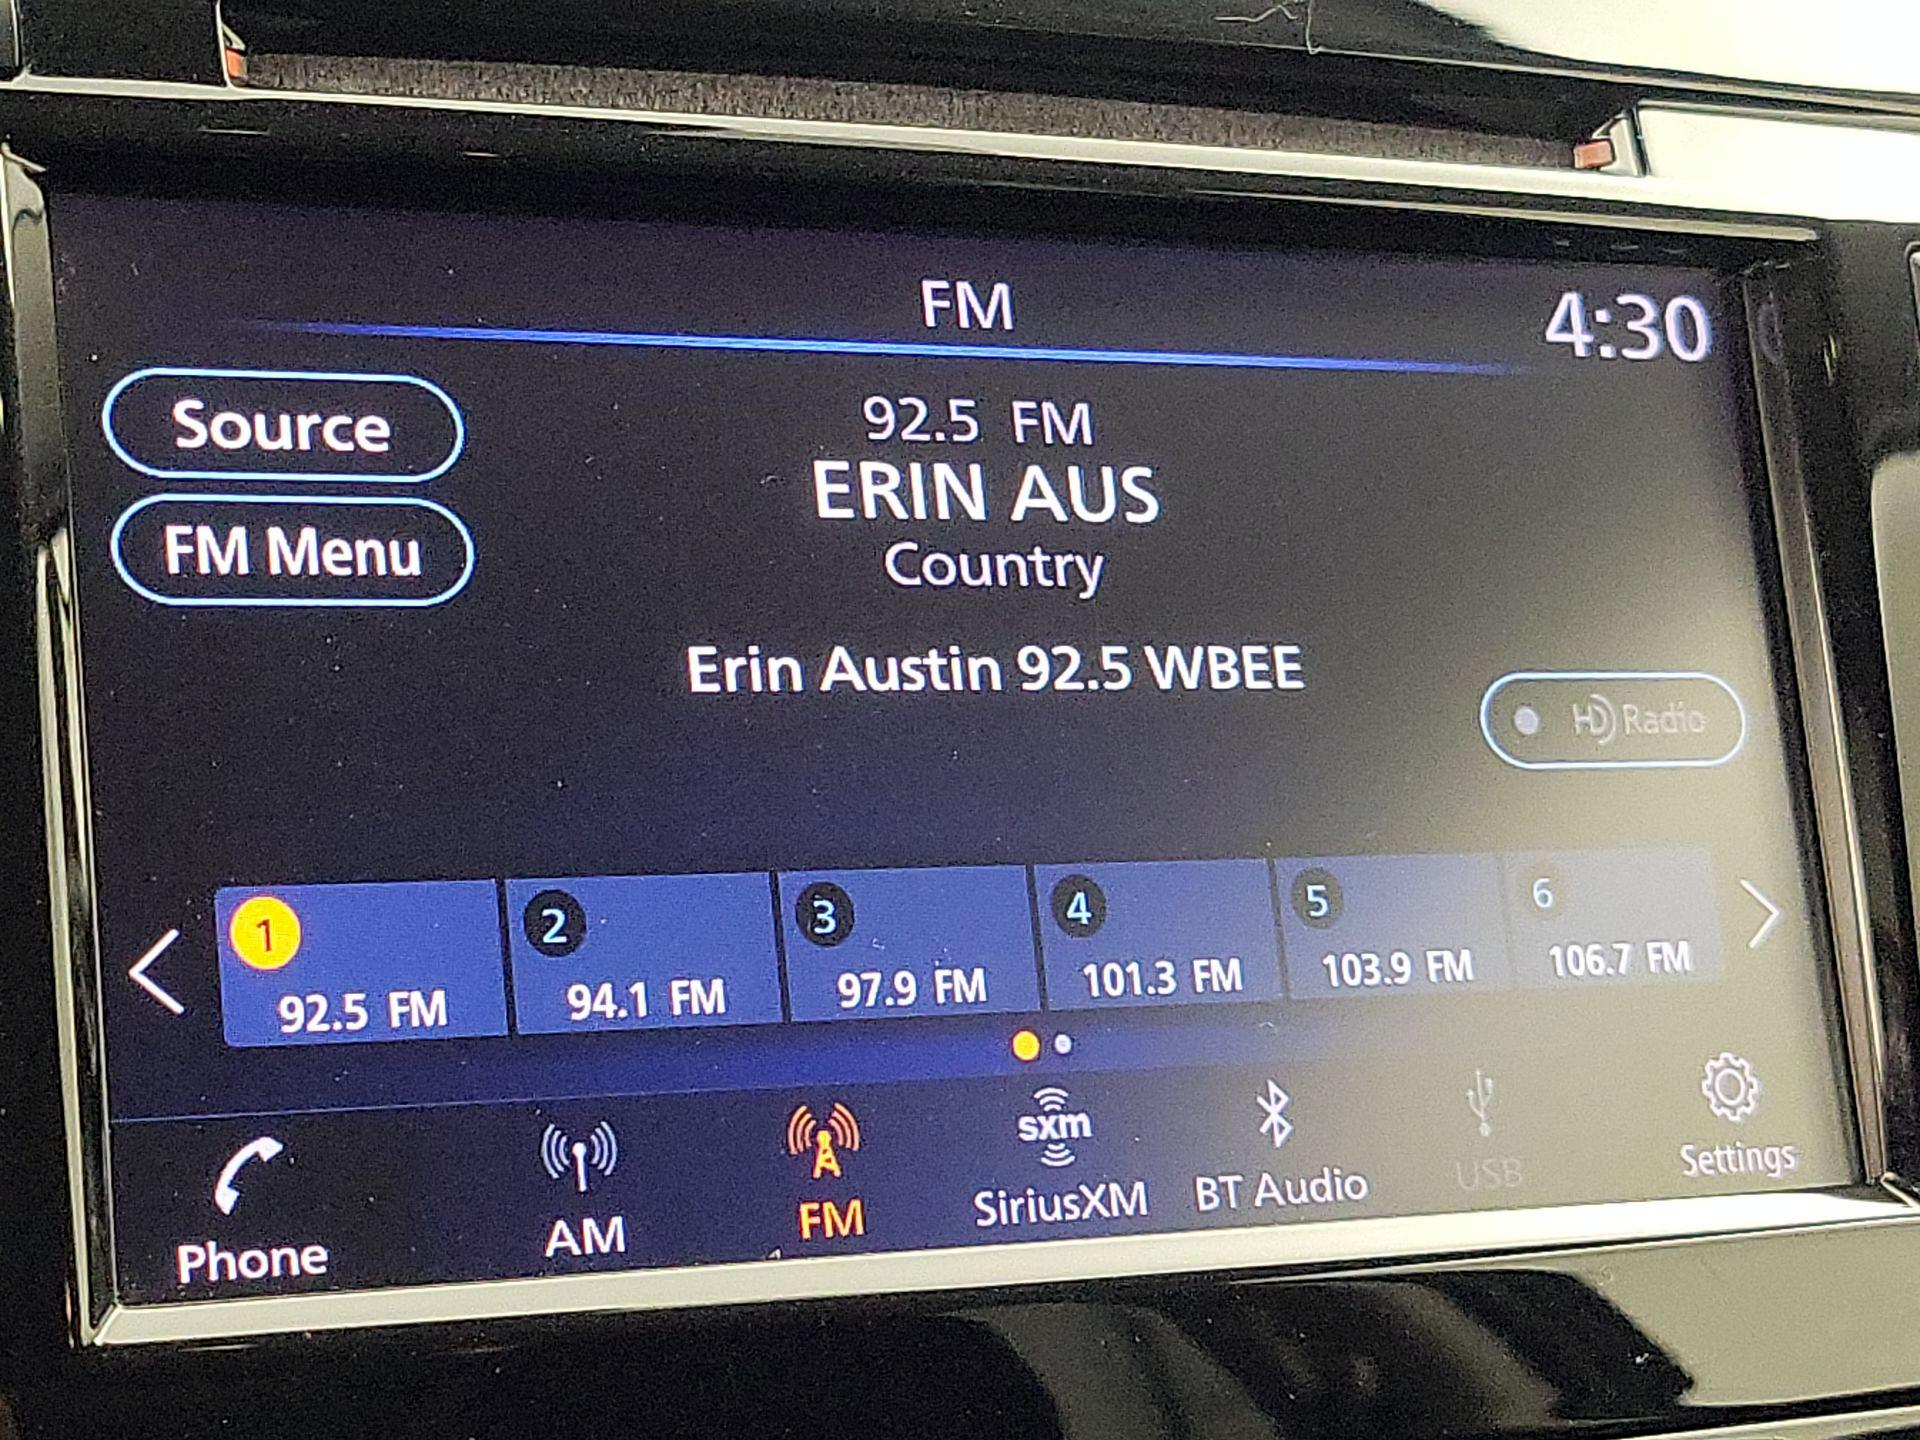 FM
4:30
Source
92.5 FM
ERIN AUS
FM Menu
Country
Erin Austin 92.5 WBEE
HD Radio
1
2
3
4
5
6
92.5 FM
94.1 FM
97.9 FM
101.3 FM
103.9 FM
106.7 FM
sxm
Phone
AM
FM
SiriusXM
BT Audio
USB
Settings